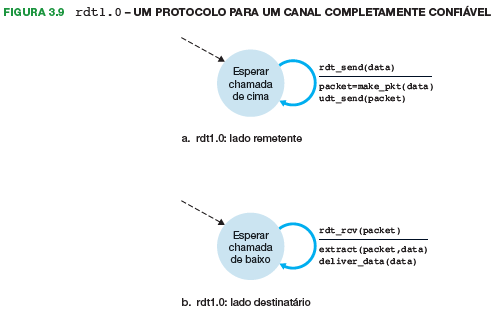 FIGURA 3.9 rdt1.0 – UM PROTOCOLO PARA UM CANAL COMPLETAMENTE CONFIÁVEL
Esperar
chamada
de cima
rdt_send(data)
packet=make_pkt(data)
udt_send(packet)
a. rdt1.0: lado remetente
Esperar
chamada
de baixo
rdt_rcv(packet)
extract(packet,data)
deliver_data(data)
b. rdt1.0: lado destinatário